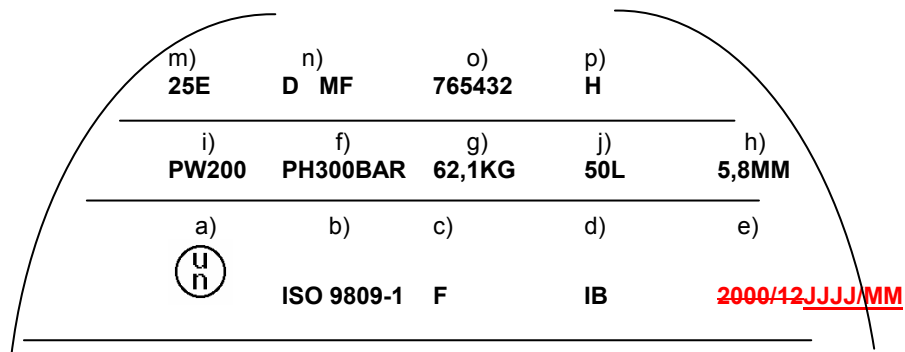 m) n) o) p)
25E D MF 765432 H
i) f) g) j) h)
PW200 PH300BAR 62,1KG 50L 5,8MM
a) b) c) d) e)
u
n
ISO 9809-1 F IB 2000/12JJJJ/MM